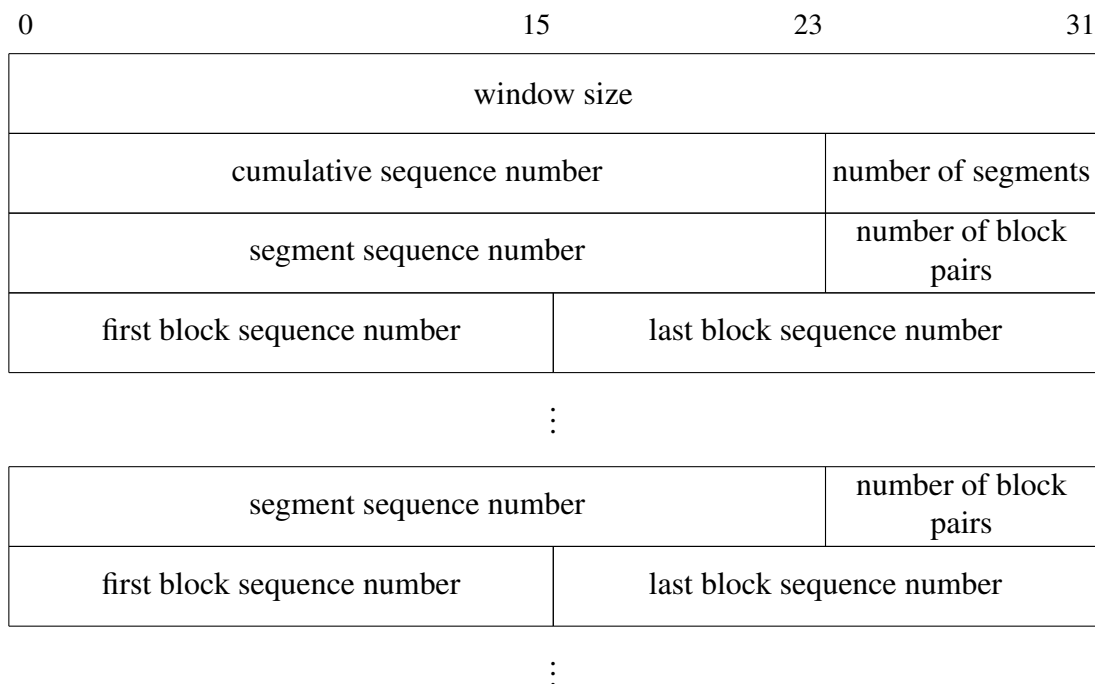 0 15 23 31
window size
cumulative sequence number number of segments
segment sequence number number of block
pairs
first block sequence number last block sequence number
⋮
segment sequence number number of block
pairs
first block sequence number last block sequence number
⋮